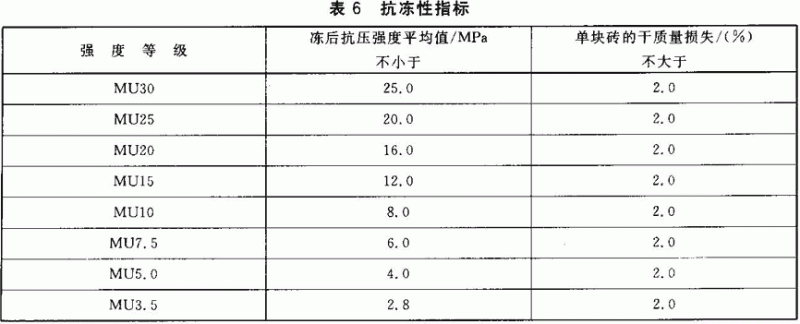 表 6 抗冻性指标
强 度 等 级 冻后抗压强度平均值/MPa 不小于 单块砖的干质量损失/(%) 不大于
MU30 25.0 2.0
MU25 20.0 2.0
MU20 16.0 2.0
MU15 12.0 2.0
MU10 8.0 2.0
MU7.5 6.0 2.0
MU5.0 4.0 2.0
MU3.5 2.8 2.0